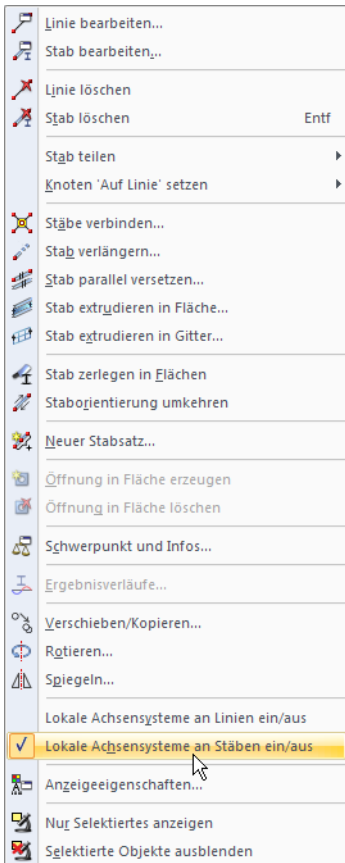 Linie bearbeiten...
Stab bearbeiten...
Linie löschen
Stab löschen Entf
Stab teilen
Knoten 'Auf Linie' setzen
Stäbe verbinden...
Stab verlängern...
Stab parallel versetzen...
Stab extrudieren in Fläche...
Stab extrudieren in Gitter...
Stab zerlegen in Flächen
Staborientierung umkehren
Neuer Stabsatz...
Öffnung in Fläche erzeugen
Öffnung in Fläche löschen
Schwerpunkt und Infos...
Ergebnisverläufe...
Verschieben/Kopieren...
Rotieren...
Spiegeln...
Lokale Achsensysteme an Linien ein/aus
Lokale Achsensysteme an Stäben ein/aus
Anzeigeeigenschaften...
Nur Selektiertes anzeigen
Selektierte Objekte ausblenden